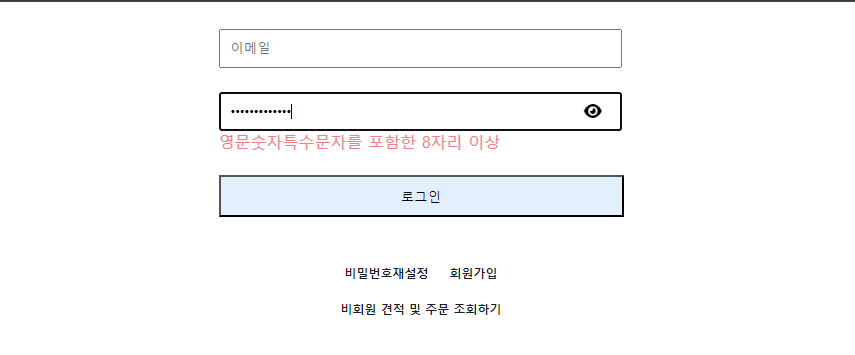 이메일
•••••••••••••
영문숫자특수문자를 포함한 8자리 이상
로그인
비밀번호재설정 회원가입
비회원 견적 및 주문 조회하기